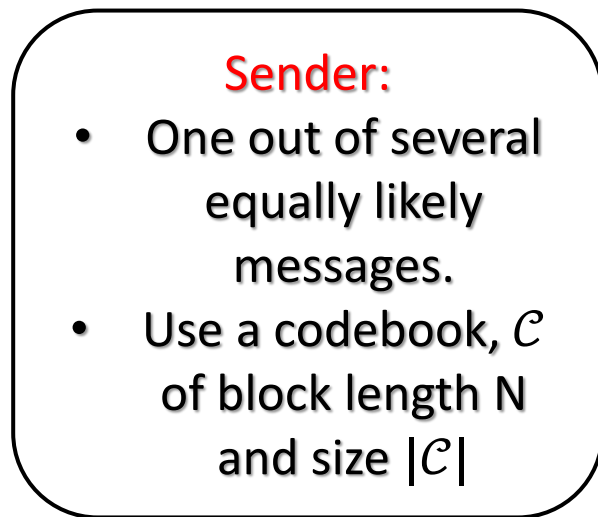 Sender:
• One out of several
equally likely
messages.
• Use a codebook, 𝒞
of block length N
and size |𝒞|